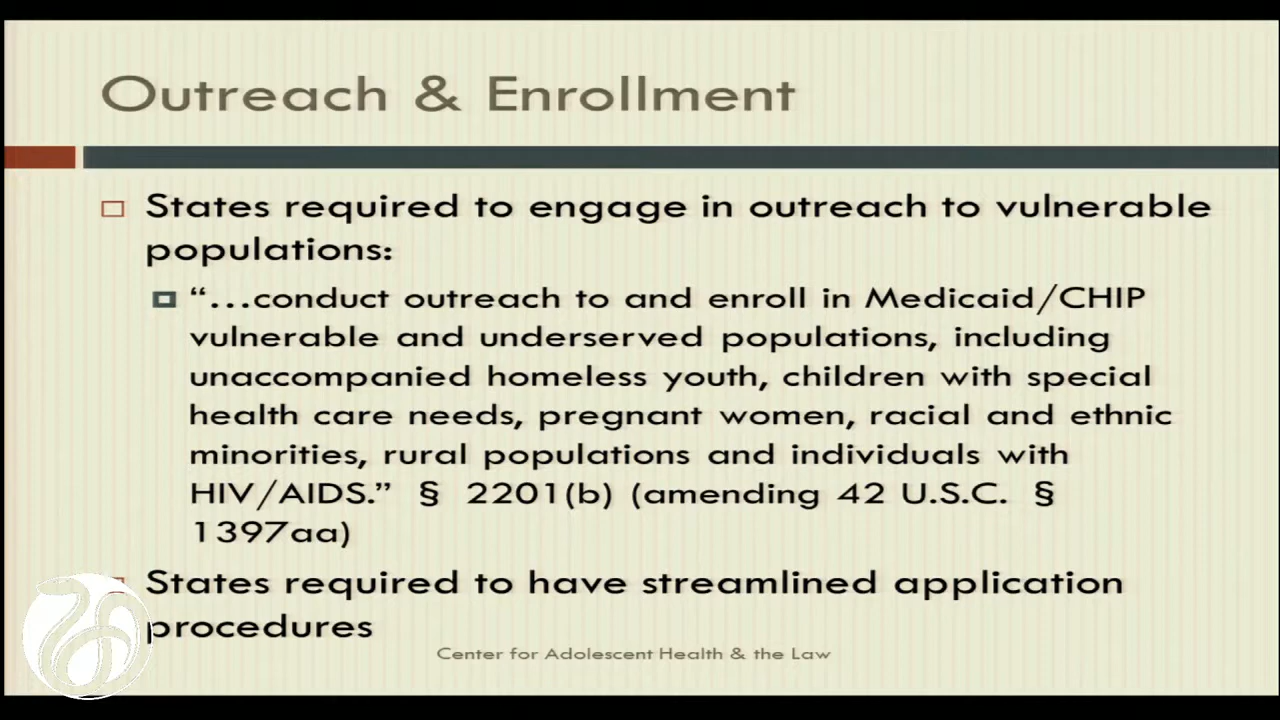 Outreach & Enrollment
States required to engage in outreach to vulnerable
populations:
“…conduct outreach to and enroll in Medicaid/CHIP
vulnerable and underserved populations, including
unaccompanied homeless youth, children with special
health care needs, pregnant women, racial and ethnic
minorities, rural populations and individuals with
HIV/AIDS.” § 2201(b) (amending 42 U.S.C. §
1397aa)
States required to have streamlined application
procedures
Center for Adolescent Health & the Law